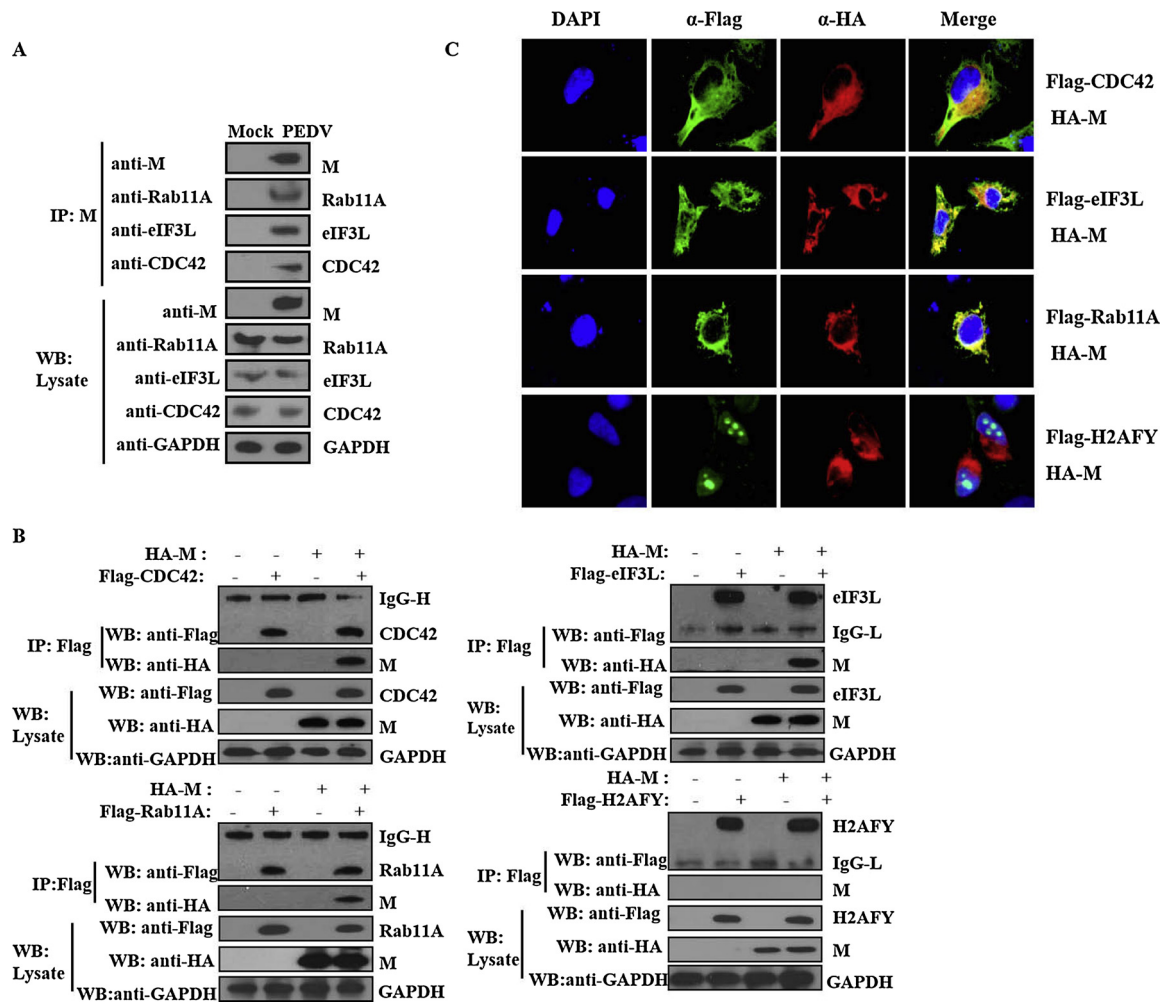 A
Mock PEDV
IP: M
anti-M M
anti-Rab11A Rab11A
anti-eIF3L eIF3L
anti-CDC42 CDC42
WB:
Lysate
anti-M M
anti-Rab11A Rab11A
anti-eIF3L eIF3L
anti-CDC42 CDC42
anti-GAPDH GAPDH
C
DAPI α-Flag α-HA Merge
Flag-CDC42
HA-M
Flag-eIF3L
HA-M
Flag-Rab11A
HA-M
Flag-H2AFY
HA-M
B
HA-M : - - + +
Flag-CDC42: - + - +
IgG-H
IP: Flag
WB: anti-Flag CDC42
WB: anti-HA M
WB:
Lysate
WB: anti-Flag CDC42
WB: anti-HA M
WB:anti-GAPDH GAPDH
HA-M: - - + +
Flag-eIF3L: - + - +
eIF3L
IP: Flag
WB: anti-Flag IgG-L
WB: anti-HA M
WB:
Lysate
WB: anti-Flag eIF3L
WB: anti-HA M
WB:anti-GAPDH GAPDH
HA-M : - - + +
Flag-Rab11A: - + - +
IgG-H
IP:Flag
WB: anti-Flag Rab11A
WB: anti-HA M
WB:
Lysate
WB: anti-Flag Rab11A
WB: anti-HA M
WB:anti-GAPDH GAPDH
HA-M : - - + +
Flag-H2AFY: - + - +
H2AFY
IP: Flag
WB: anti-Flag IgG-L
WB: anti-HA M
WB:
Lysate
WB: anti-Flag H2AFY
WB: anti-HA M
WB:anti-GAPDH GAPDH